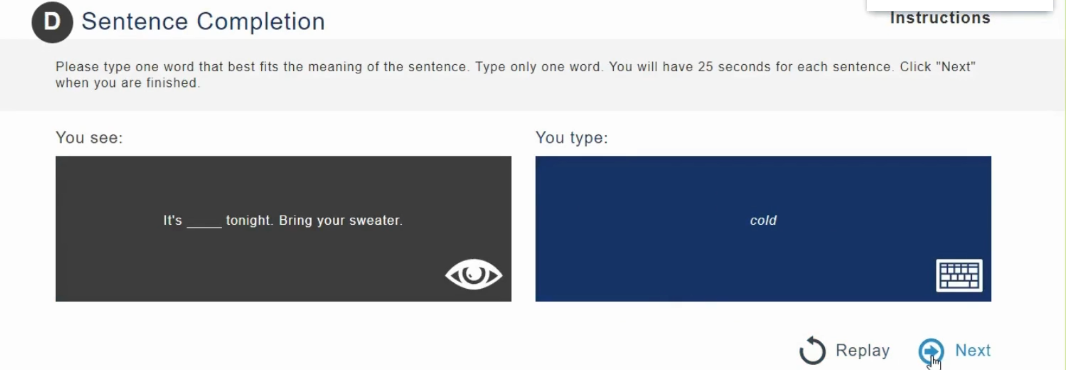 D Sentence Completion
Instructions
Please type one word that best fits the meaning of the sentence. Type only one word. You will have 25 seconds for each sentence. Click "Next"
when you are finished.
You see:
You type:
It's _____ tonight. Bring your sweater.
cold
Replay
Next